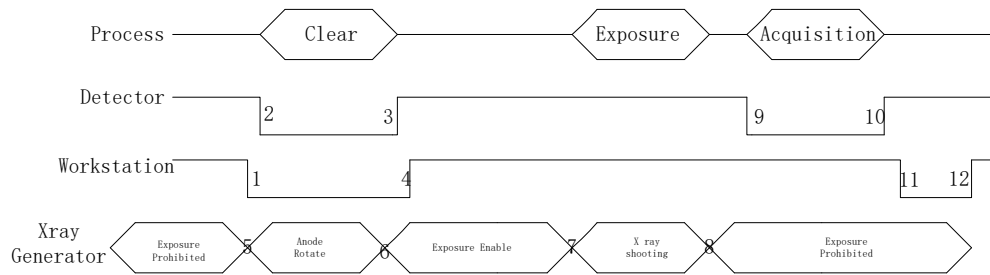 Process
Clear
Exposure
Acquisition
Detector
2
3
9
10
Workstation
1
4
11
12
Xray
Generator
Exposure
Prohibited
5
Anode
Rotate
6
Exposure Enable
7
X ray
shooting
8
Exposure
Prohibited